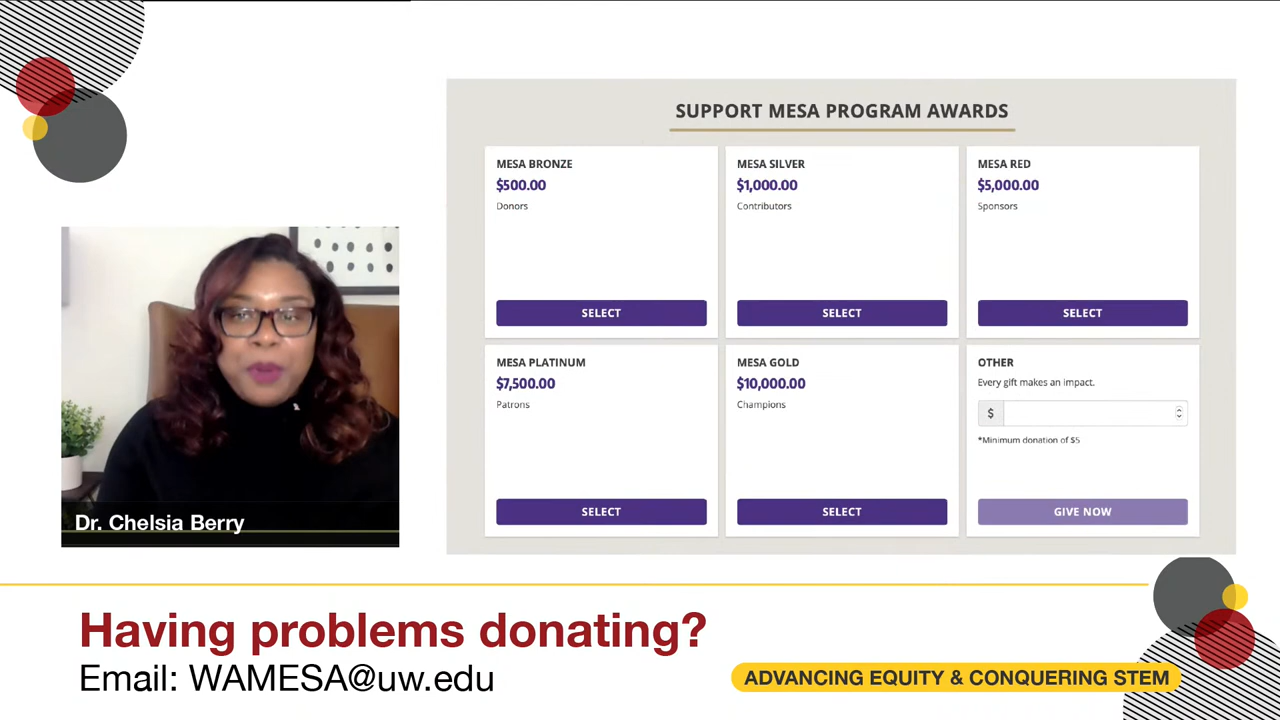 SUPPORT MESA PROGRAM AWARDS
MESA BRONZE
$500.00
Donors
SELECT
MESA SILVER
$1,000.00
Contributors
SELECT
MESA RED
$5,000.00
Sponsors
SELECT
MESA PLATINUM
$7,500.00
Patrons
SELECT
MESA GOLD
$10,000.00
Champions
SELECT
OTHER
Every gift makes an impact.
$
*Minimum donation of $5
GIVE NOW
Dr. Chelsia Berry
Having problems donating?
Email: WAMESA@uw.edu
ADVANCING EQUITY & CONQUERING STEM